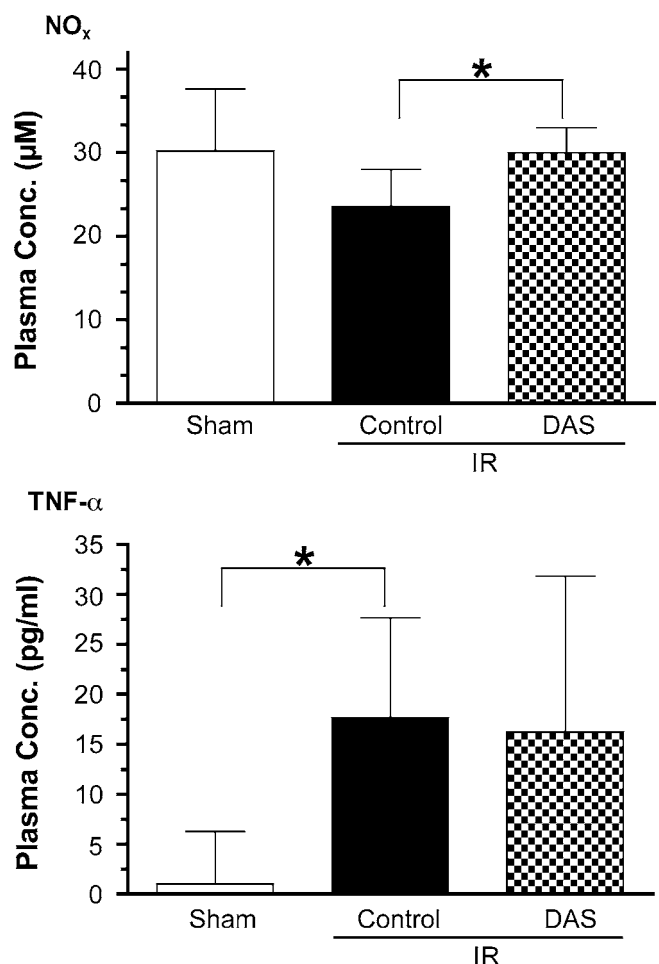 NOx
Plasma Conc. (µM)
40
30
20
10
0
*
Sham
Control
DAS
IR
TNF-α
Plasma Conc. (pg/ml)
35
30
25
20
15
10
5
0
*
Sham
Control
DAS
IR